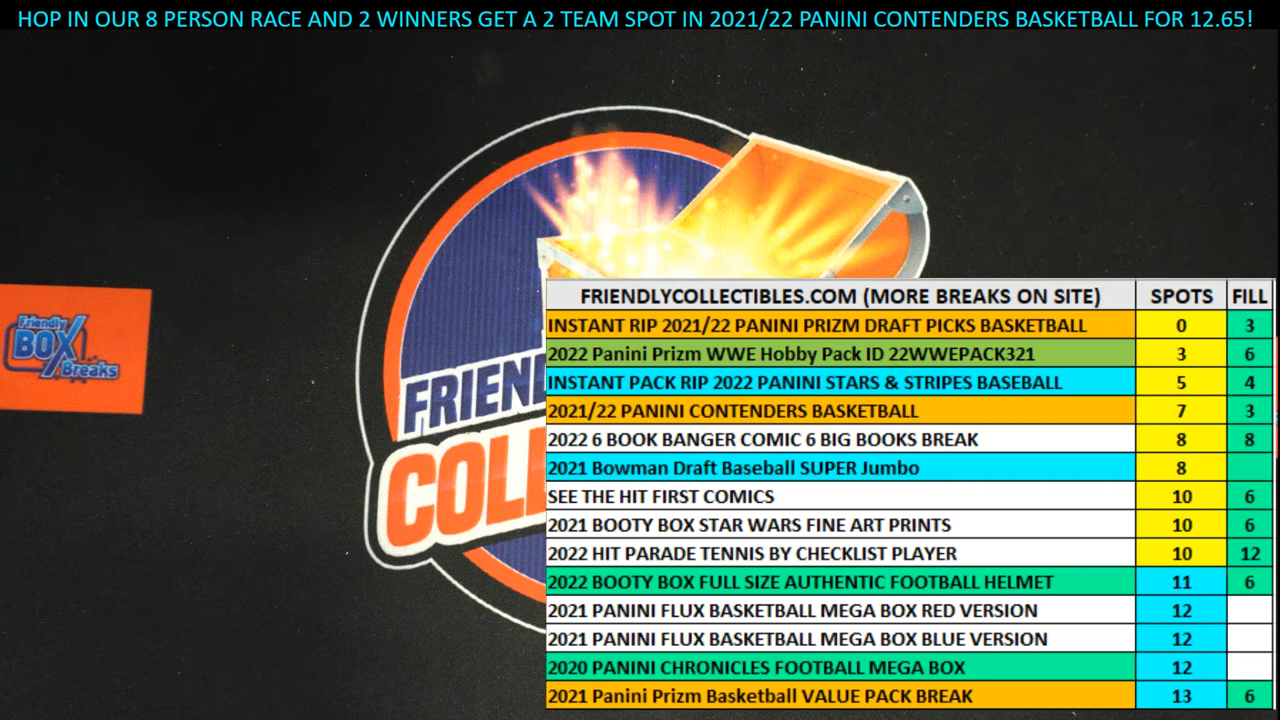 HOP IN OUR 8 PERSON RACE AND 2 WINNERS GET A 2 TEAM SPOT IN 2021/22 PANINI CONTENDERS BASKETBALL FOR 12.65!
Friendly
BOX
Breaks
FRIEND
COLL
FRIENDLYCOLLECTIBLES.COM (MORE BREAKS ON SITE) SPOTS FILL
INSTANT RIP 2021/22 PANINI PRIZM DRAFT PICKS BASKETBALL 0 3
2022 Panini Prizm WWE Hobby Pack ID 22WWEPACK321 3 6
INSTANT PACK RIP 2022 PANINI STARS & STRIPES BASEBALL 5 4
2021/22 PANINI CONTENDERS BASKETBALL 7 3
2022 6 BOOK BANGER COMIC 6 BIG BOOKS BREAK 8 8
2021 Bowman Draft Baseball SUPER Jumbo 8
SEE THE HIT FIRST COMICS 10 6
2021 BOOTY BOX STAR WARS FINE ART PRINTS 10 6
2022 HIT PARADE TENNIS BY CHECKLIST PLAYER 10 12
2022 BOOTY BOX FULL SIZE AUTHENTIC FOOTBALL HELMET 11 6
2021 PANINI FLUX BASKETBALL MEGA BOX RED VERSION 12
2021 PANINI FLUX BASKETBALL MEGA BOX BLUE VERSION 12
2020 PANINI CHRONICLES FOOTBALL MEGA BOX 12
2021 Panini Prizm Basketball VALUE PACK BREAK 13 6